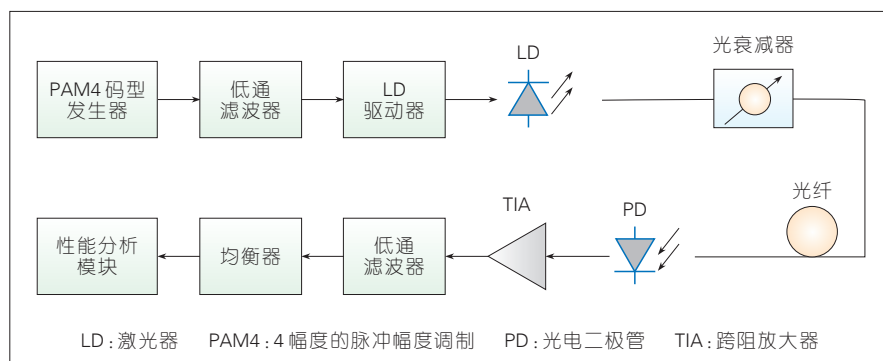 PAM4码型
发生器
低通
滤波器
LD
驱动器
LD
光衰减器
光纤
PD
TIA
低通
滤波器
均衡器
性能分析
模块
LD:激光器 PAM4:4幅度的脉冲幅度调制 PD:光电二极管 TIA:跨阻放大器